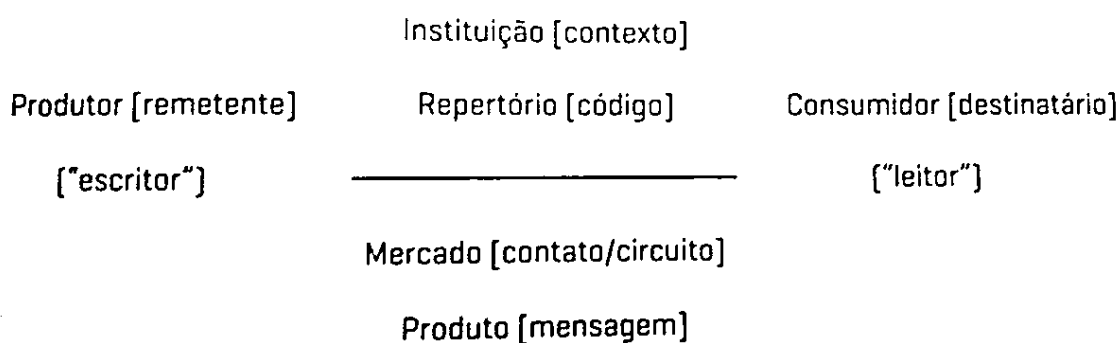 Instituição [contexto]
Produtor [remetente] Repertório [código] Consumidor [destinatário]
["escritor"] ["leitor"]
Mercado [contato/circuito]
Produto [mensagem]